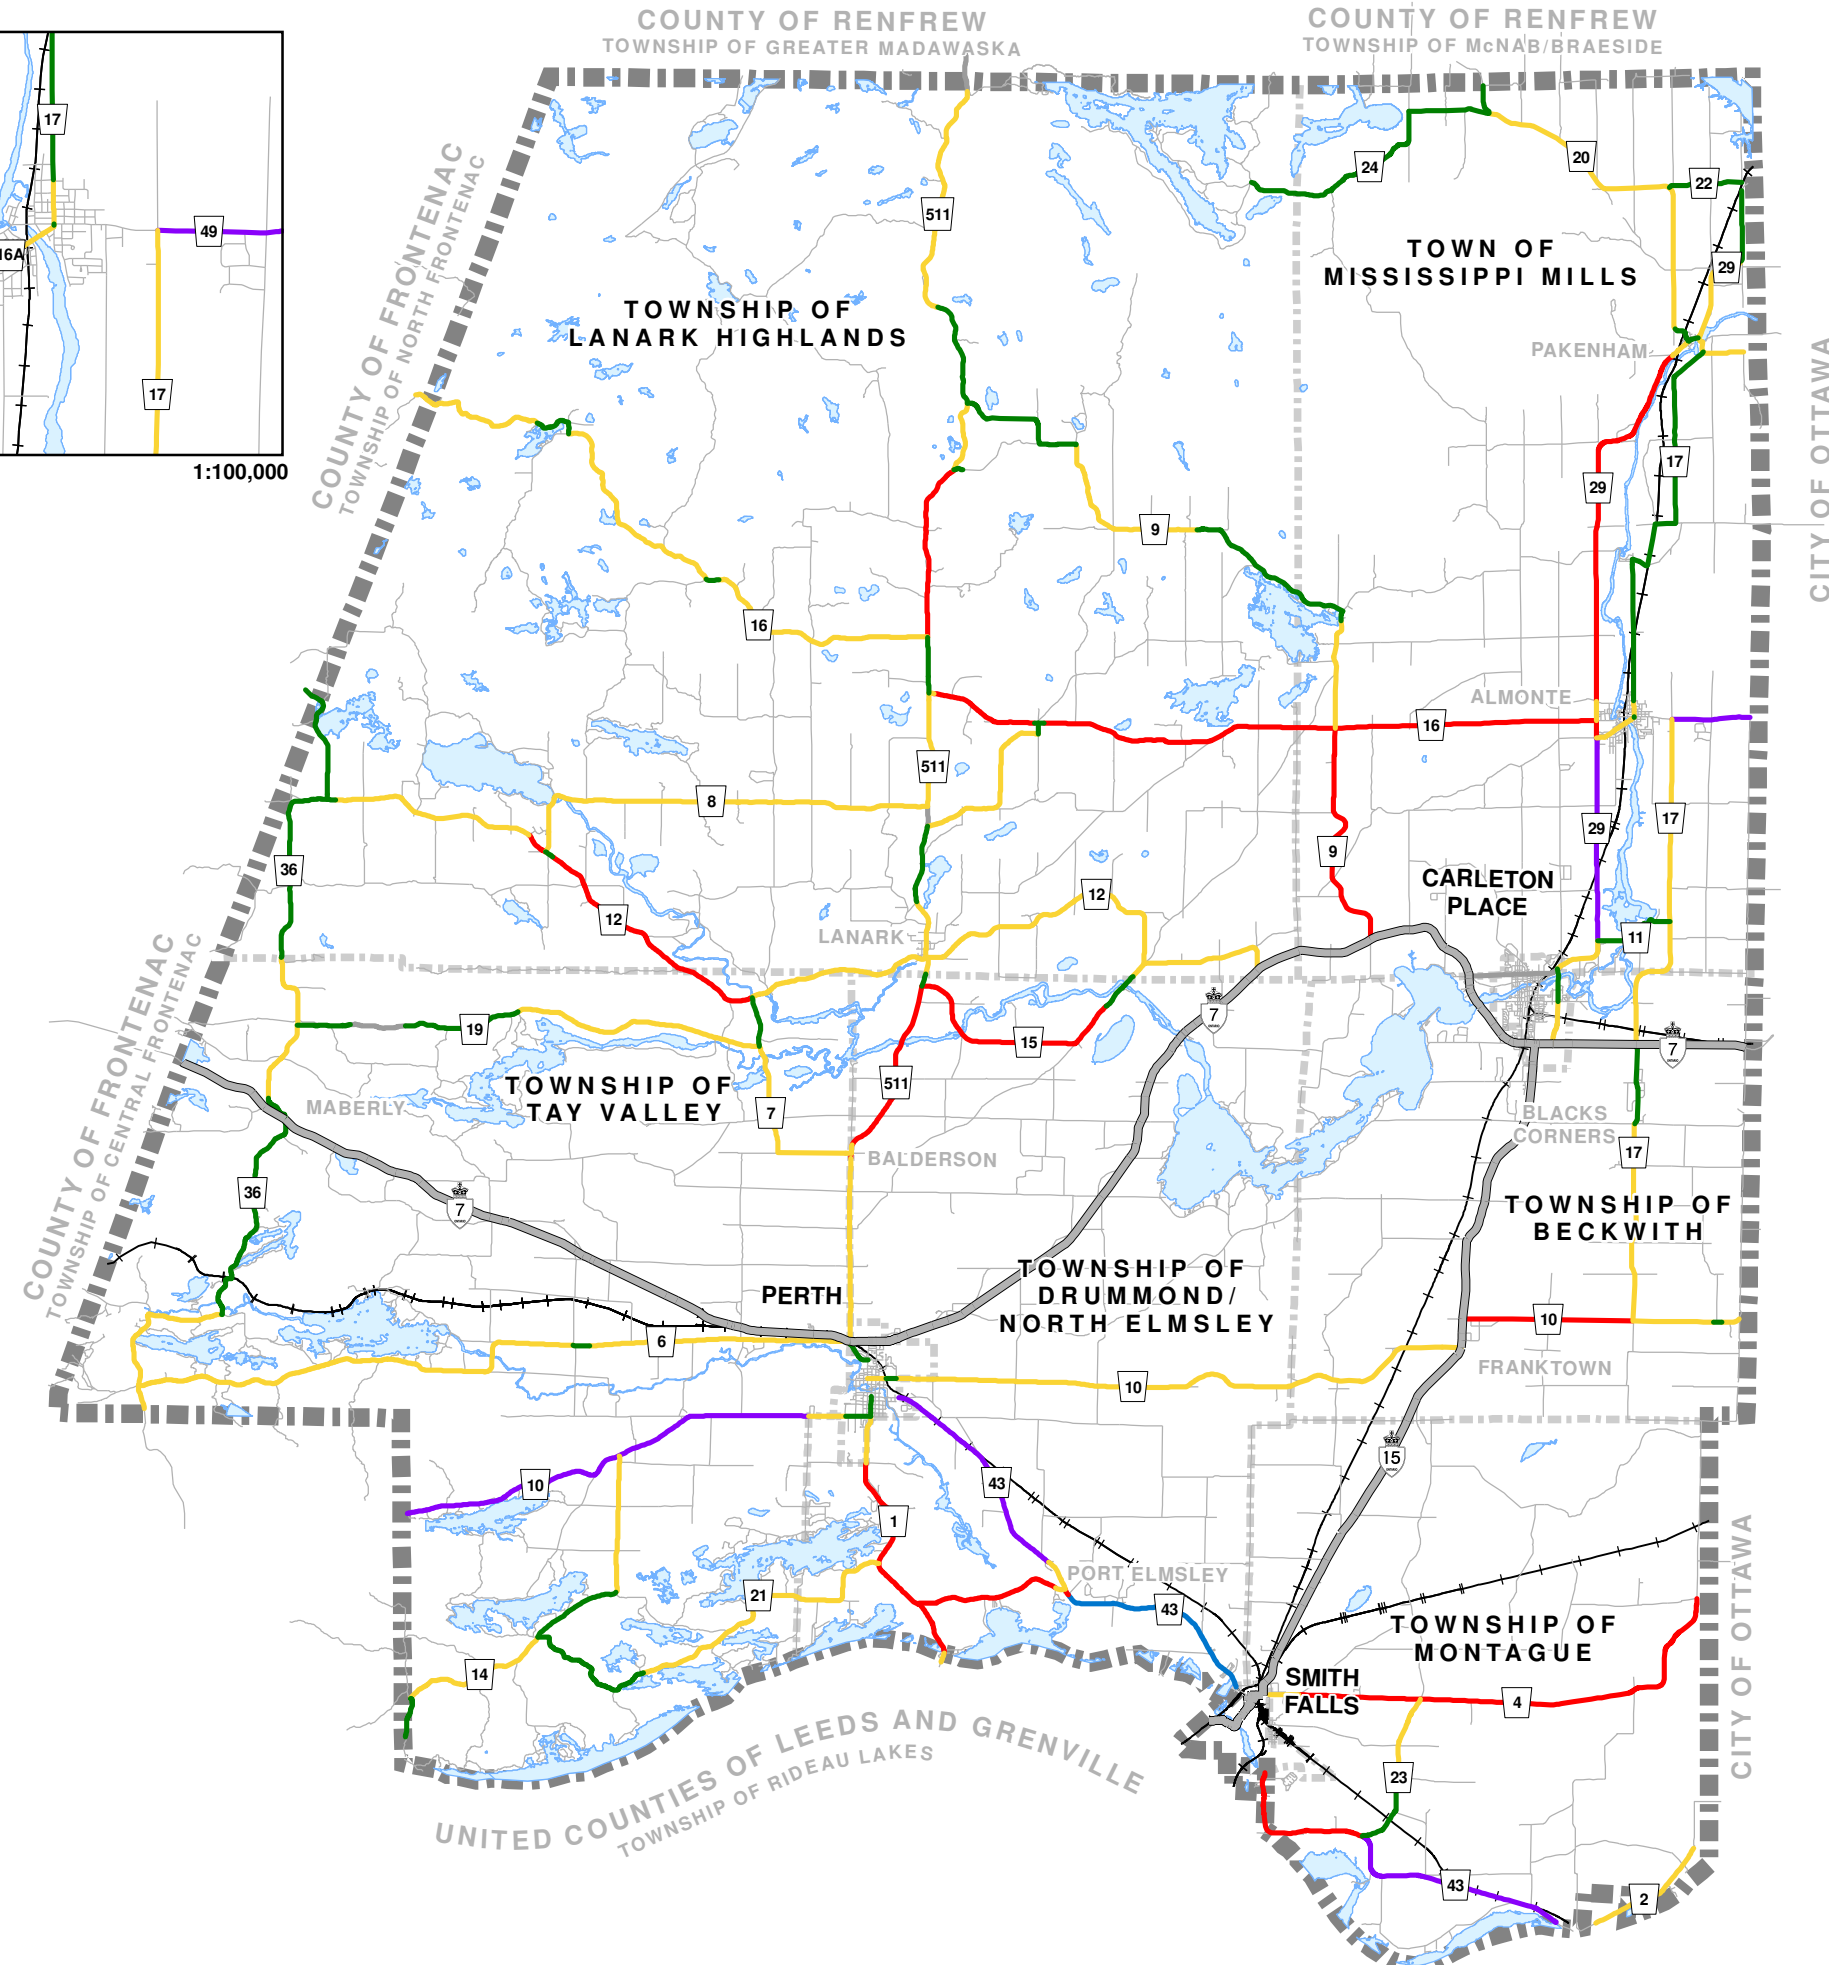 COUNTY OF RENFREW
TOWNSHIP OF GREATER MADAWASKA
COUNTY OF RENFREW
TOWNSHIP OF McNAB/BRAESIDE
17
49
16A
17
1:100,000
COUNTY OF FRONTENAC
TOWNSHIP OF NORTH FRONTENAC
511
24
20
22
29
TOWN OF
MISSISSIPPI MILLS
TOWNSHIP OF
LANARK HIGHLANDS
PAKENHAM
CITY OF OTTAWA
17
29
9
16
ALMONTE
16
511
8
29
17
9
36
CARLETON
PLACE
12
12
LANARK
11
COUNTY OF FRONTENAC
TOWNSHIP OF CENTRAL FRONTENAC
19
7
ONTARIO
15
7
ONTARIO
TOWNSHIP OF
TAY VALLEY
511
MABERLY
7
BLACKS
CORNERS
BALDERSON
17
36
7
ONTARIO
TOWNSHIP OF
BECKWITH
PERTH
TOWNSHIP OF
DRUMMOND/
NORTH ELMSLEY
10
6
FRANKTOWN
10
15
ONTARIO
10
43
1
PORT ELMSLEY
21
43
TOWNSHIP OF
MONTAGUE
CITY OF OTTAWA
14
SMITH
FALLS
4
UNITED COUNTIES OF LEEDS AND GRENVILLE
TOWNSHIP OF RIDEAU LAKES
23
43
2